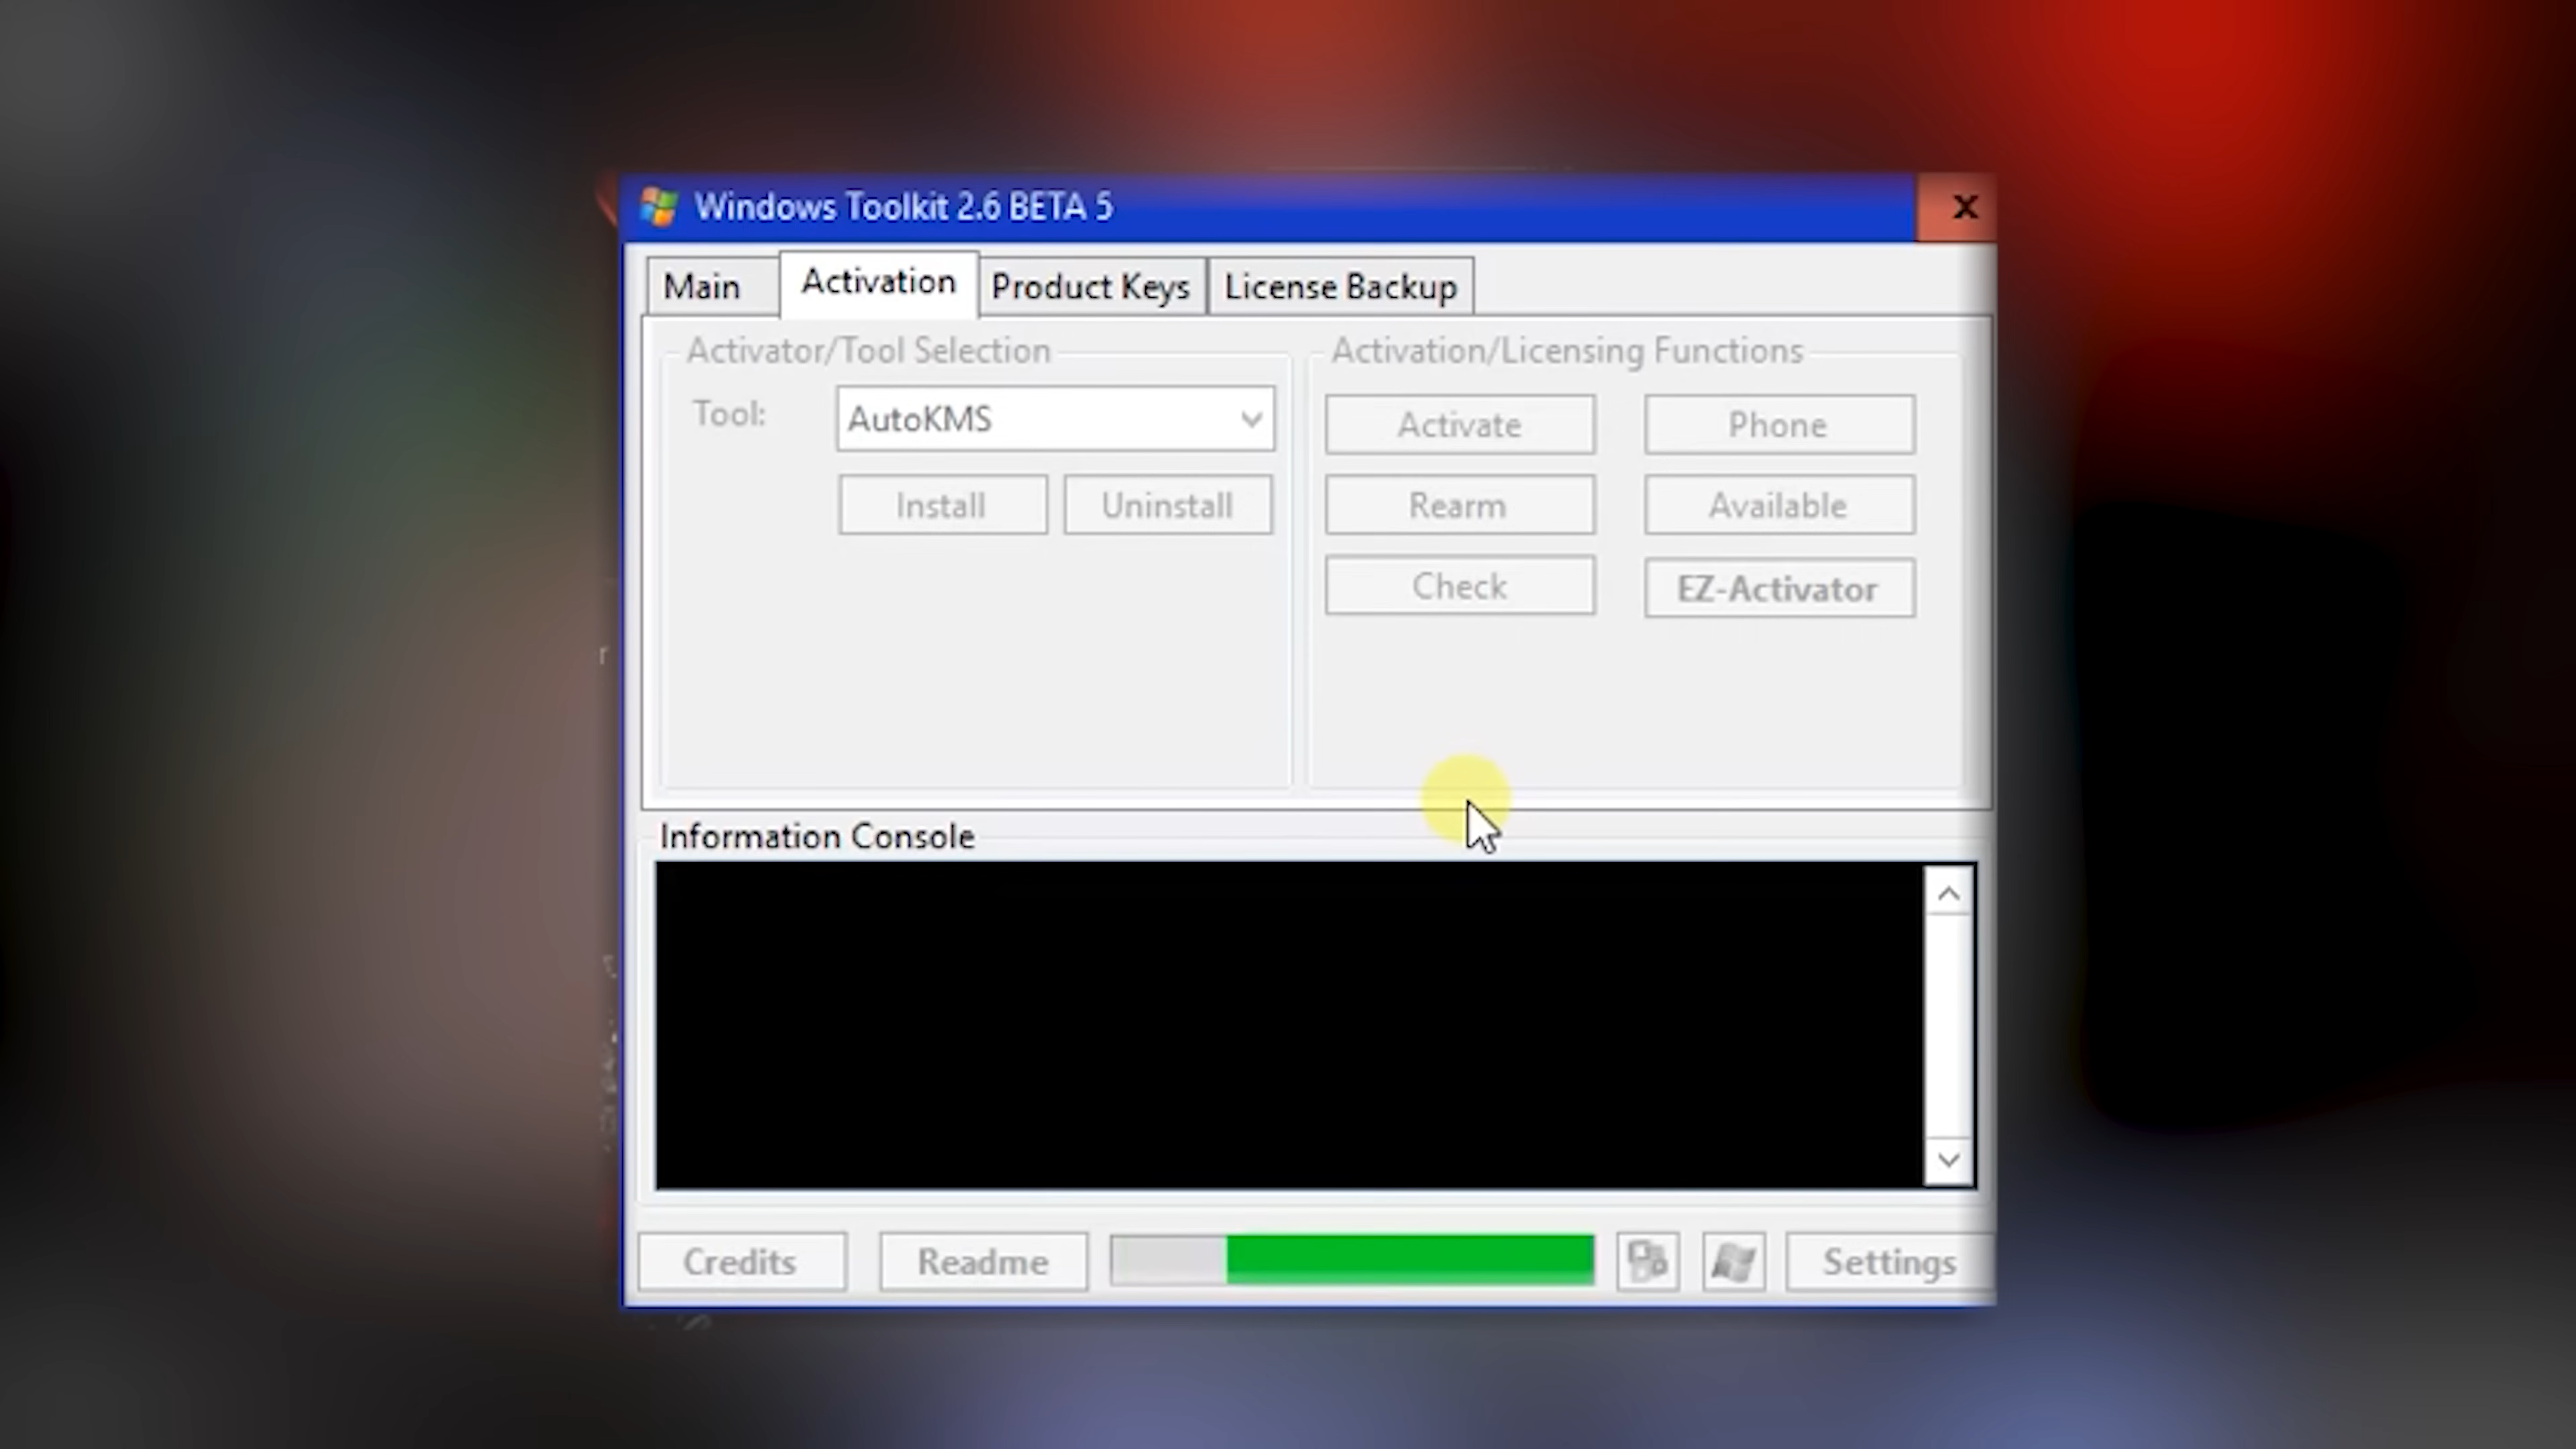 Windows Toolkit 2.6 BETA 5
x
Main
Activation
Product Keys
License Backup
Activator/Tool Selection
Tool:
AutoKMS
Install
Uninstall
Activation/Licensing Functions
Activate
Phone
Rearm
Available
Check
EZ-Activator
Information Console
Credits
Readme
Settings